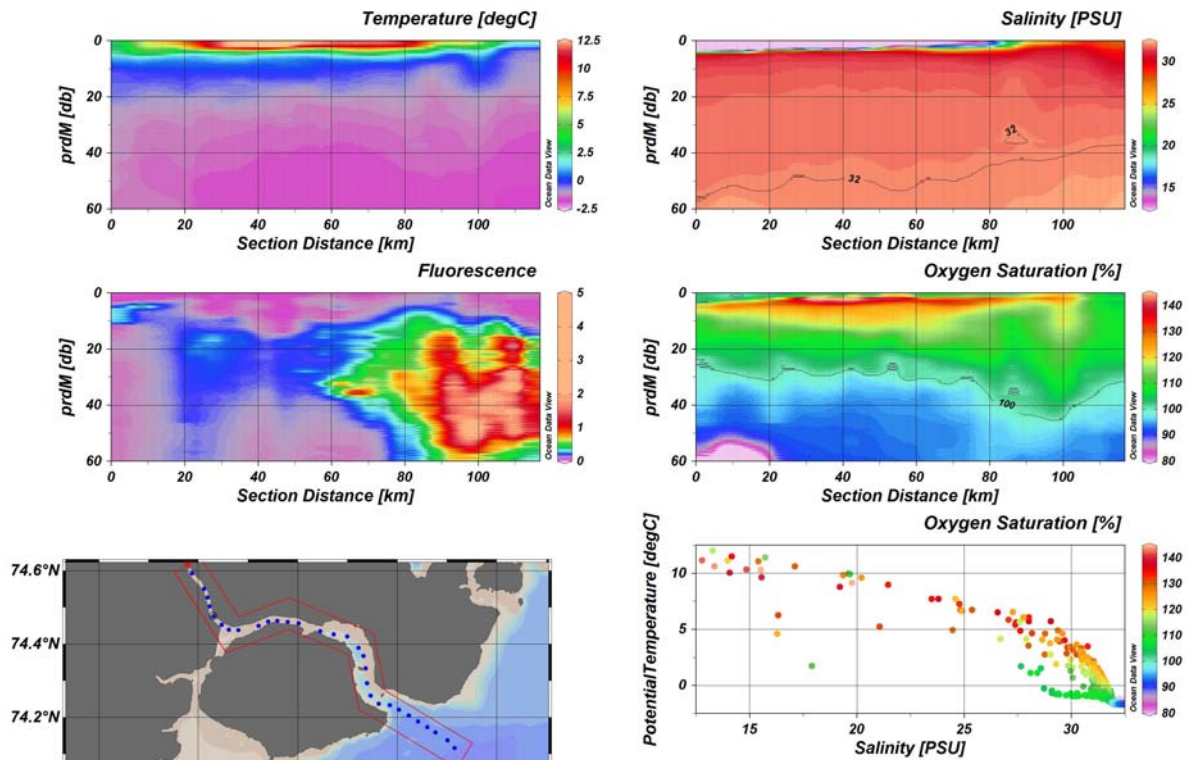 Temperature [degC]
0
20
40
60
prdM [db]
0 20 40 60 80 100
Section Distance [km]
12.5
10
7.5
5
2.5
0
-2.5
Ocean Data View
Salinity [PSU]
0
20
40
60
prdM [db]
32
32
0 20 40 60 80 100
Section Distance [km]
30
25
20
15
Ocean Data View
Fluorescence
0
20
40
60
prdM [db]
0 20 40 60 80 100
Section Distance [km]
5
4
3
2
1
0
Ocean Data View
Oxygen Saturation [%]
0
20
40
60
prdM [db]
100
0 20 40 60 80 100
Section Distance [km]
140
130
120
110
100
90
80
Ocean Data View
74.6°N
74.4°N
74.2°N
Oxygen Saturation [%]
PotentialTemperature [degC]
10
5
0
15 20 25 30
Salinity [PSU]
140
130
120
110
100
90
80
Ocean Data View